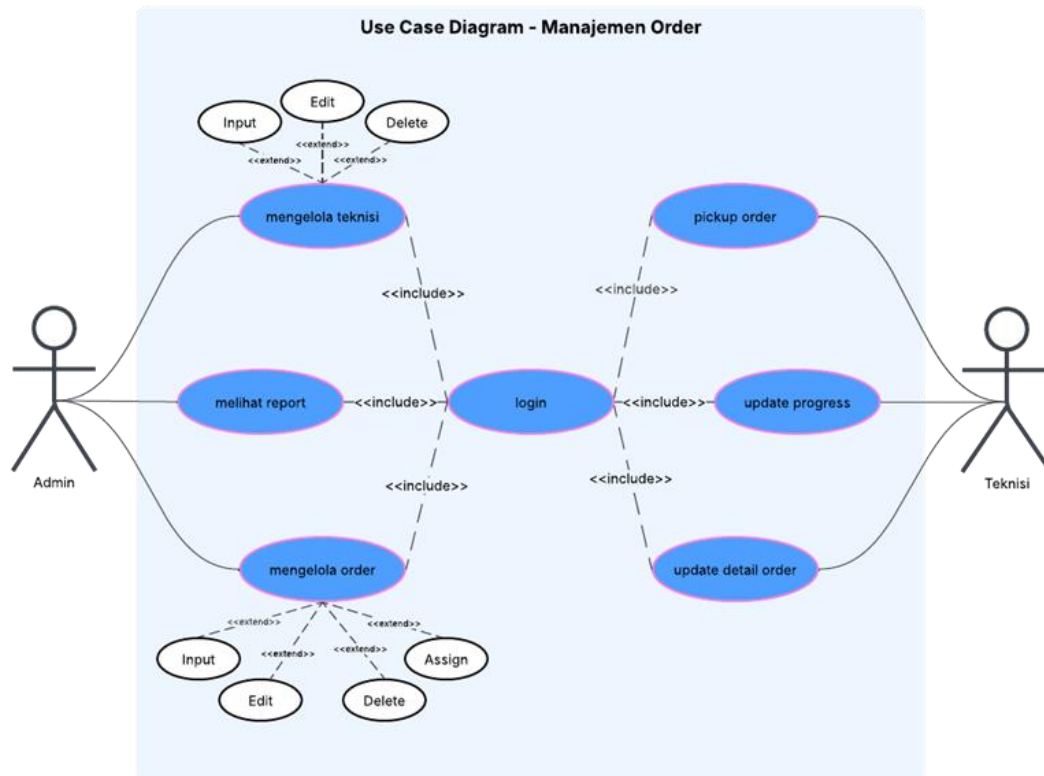 Use Case Diagram - Manajemen Order
Edit
Input
Delete
<<extend>>
<<extend>>
<<extend>>
mengelola teknisi
pickup order
<<include>>
<<include>>
melihat report
<<include>>
login
<<include>>
update progress
Admin
Teknisi
<<include>>
<<include>>
mengelola order
update detail order
<<extend>>
<<extend>>
<<extend>>
<<extend>>
Input
Assign
Edit
Delete